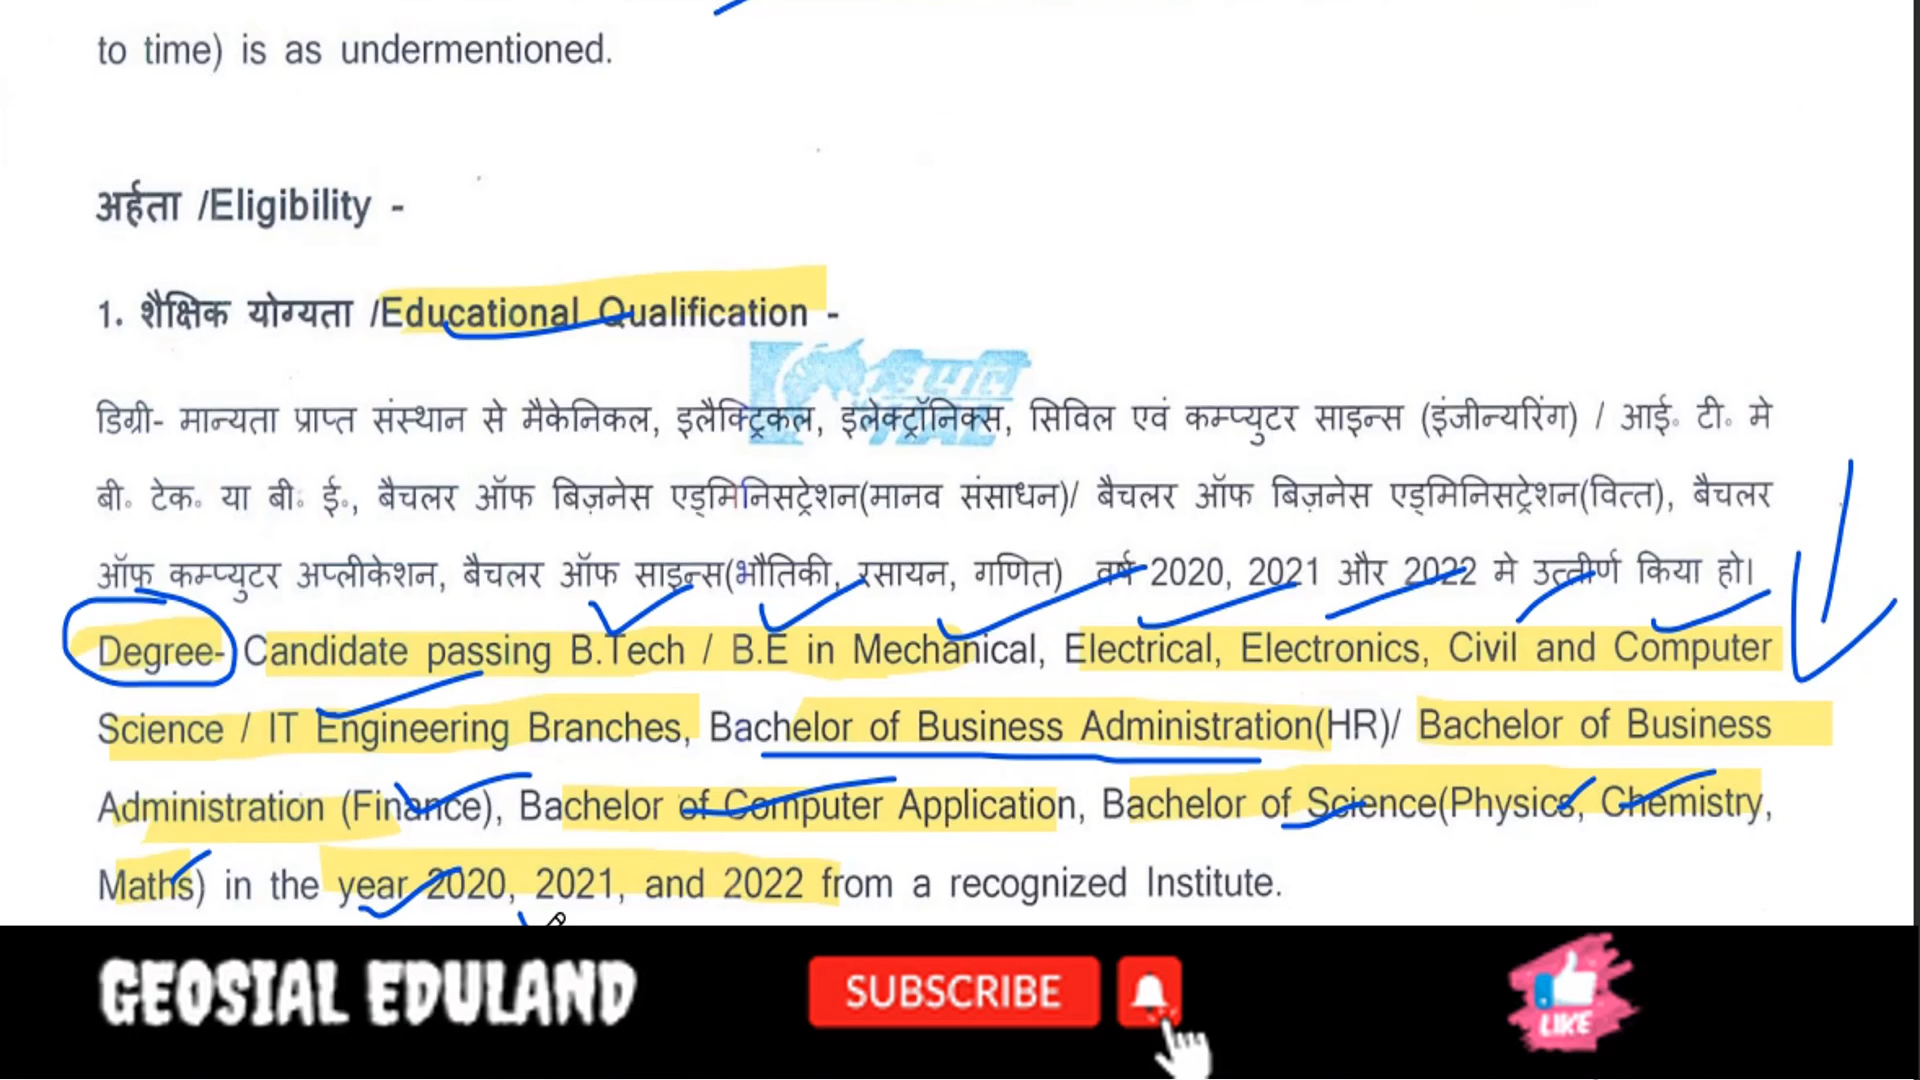 to time) is as undermentioned.
अर्हता /Eligibility -
1. शैक्षिक योग्यता /Educational Qualification -
डिग्री- मान्यता प्राप्त संस्थान से मैकेनिकल, इलैक्ट्रिकल, इलेक्ट्रॉनिक्स, सिविल एवं कम्प्युटर साइन्स (इंजीन्यरिंग) / आई॰ टी॰ मे
बी॰ टेक॰ या बी॰ ई॰, बैचलर ऑफ बिज़नेस एड्मिनिसट्रेशन(मानव संसाधन)/ बैचलर ऑफ बिज़नेस एड्मिनिसट्रेशन(वित्त), बैचलर
ऑफ कम्प्युटर अप्लीकेशन, बैचलर ऑफ साइन्स(भौतिकी, रसायन, गणित) वर्ष 2020, 2021 और 2022 मे उत्तीर्ण किया हो।
Degree- Candidate passing B.Tech / B.E in Mechanical, Electrical, Electronics, Civil and Computer
Science / IT Engineering Branches, Bachelor of Business Administration(HR)/ Bachelor of Business
Administration (Finance), Bachelor of Computer Application, Bachelor of Science(Physics, Chemistry,
Maths) in the year 2020, 2021, and 2022 from a recognized Institute.
GEOSIAL EDULAND
SUBSCRIBE
LIKE